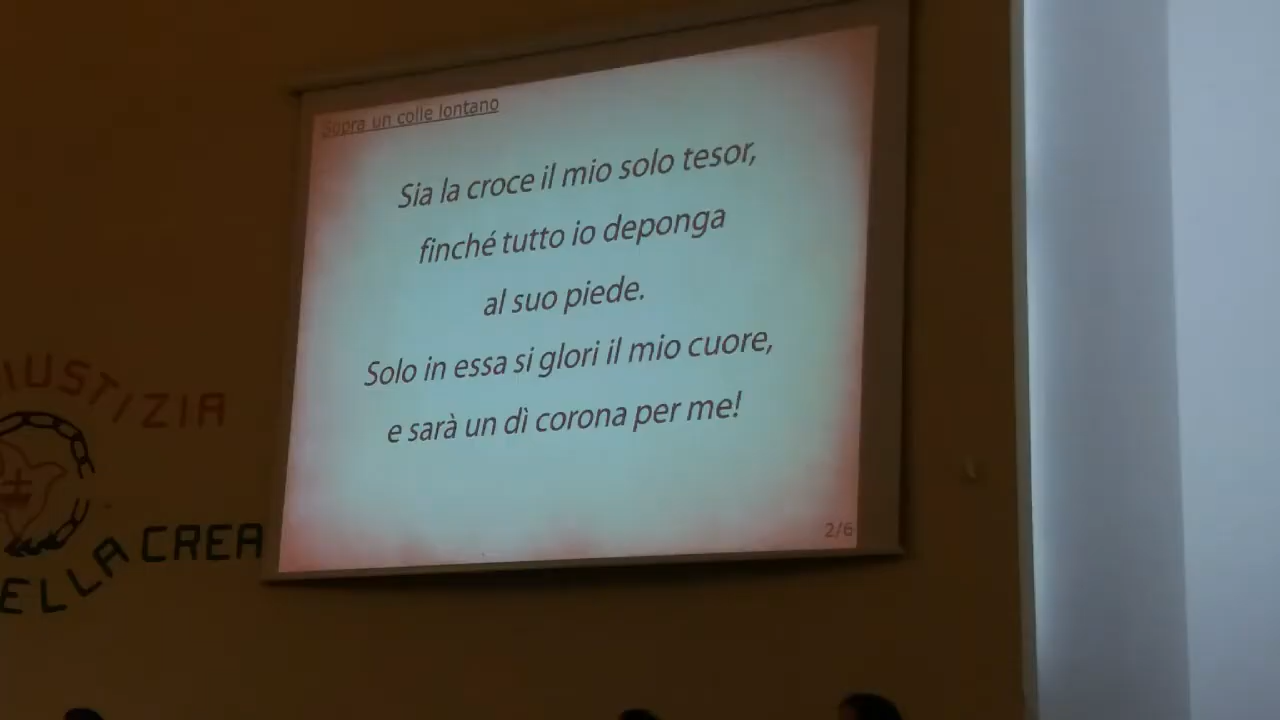 Sopra un colle lontano
Sia la croce il mio solo tesor,
finché tutto io deponga
al suo piede.
Solo in essa si glori il mio cuore,
e sarà un dì corona per me!
2/6
IUSTIZIA
ELLA CREA